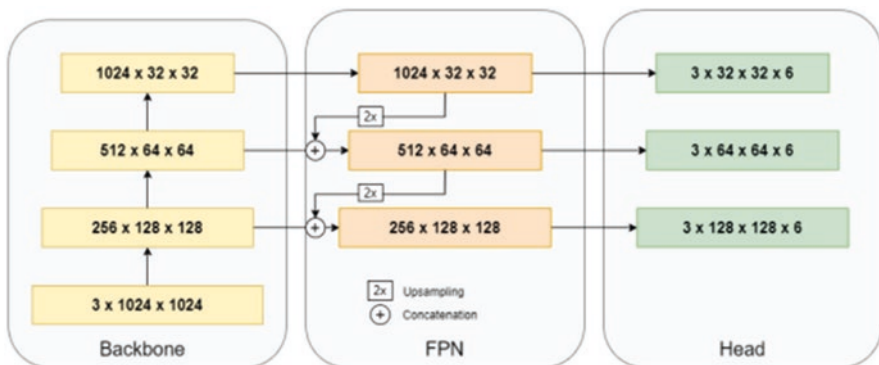 1024 x 32 x 32
1024 x 32 x 32
3 x 32 x 32 x 6
2x
512 x 64 x 64
512 x 64 x 64
3 x 64 x 64 x 6
2x
256 x 128 x 128
256 x 128 x 128
3 x 128 x 128 x 6
3 x 1024 x 1024
2x Upsampling
+ Concatenation
Backbone
FPN
Head